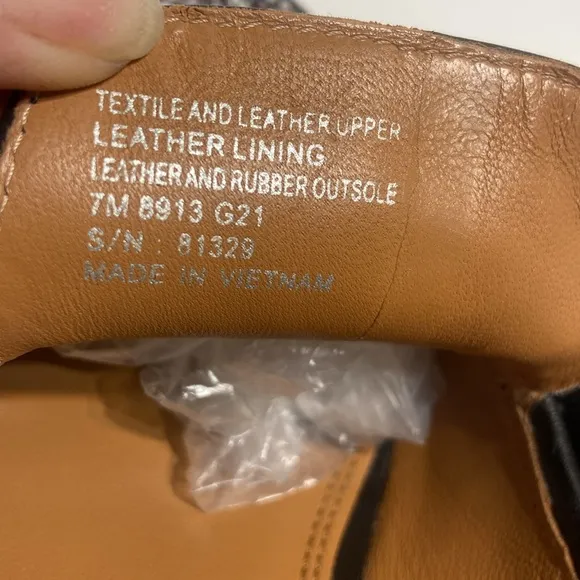 TEXTILE AND LEATHER UPPER
LEATHER LINING
LEATHER AND RUBBER OUTSOLE
7M 8913 G21
S/N : 81329
MADE IN VIETNAM